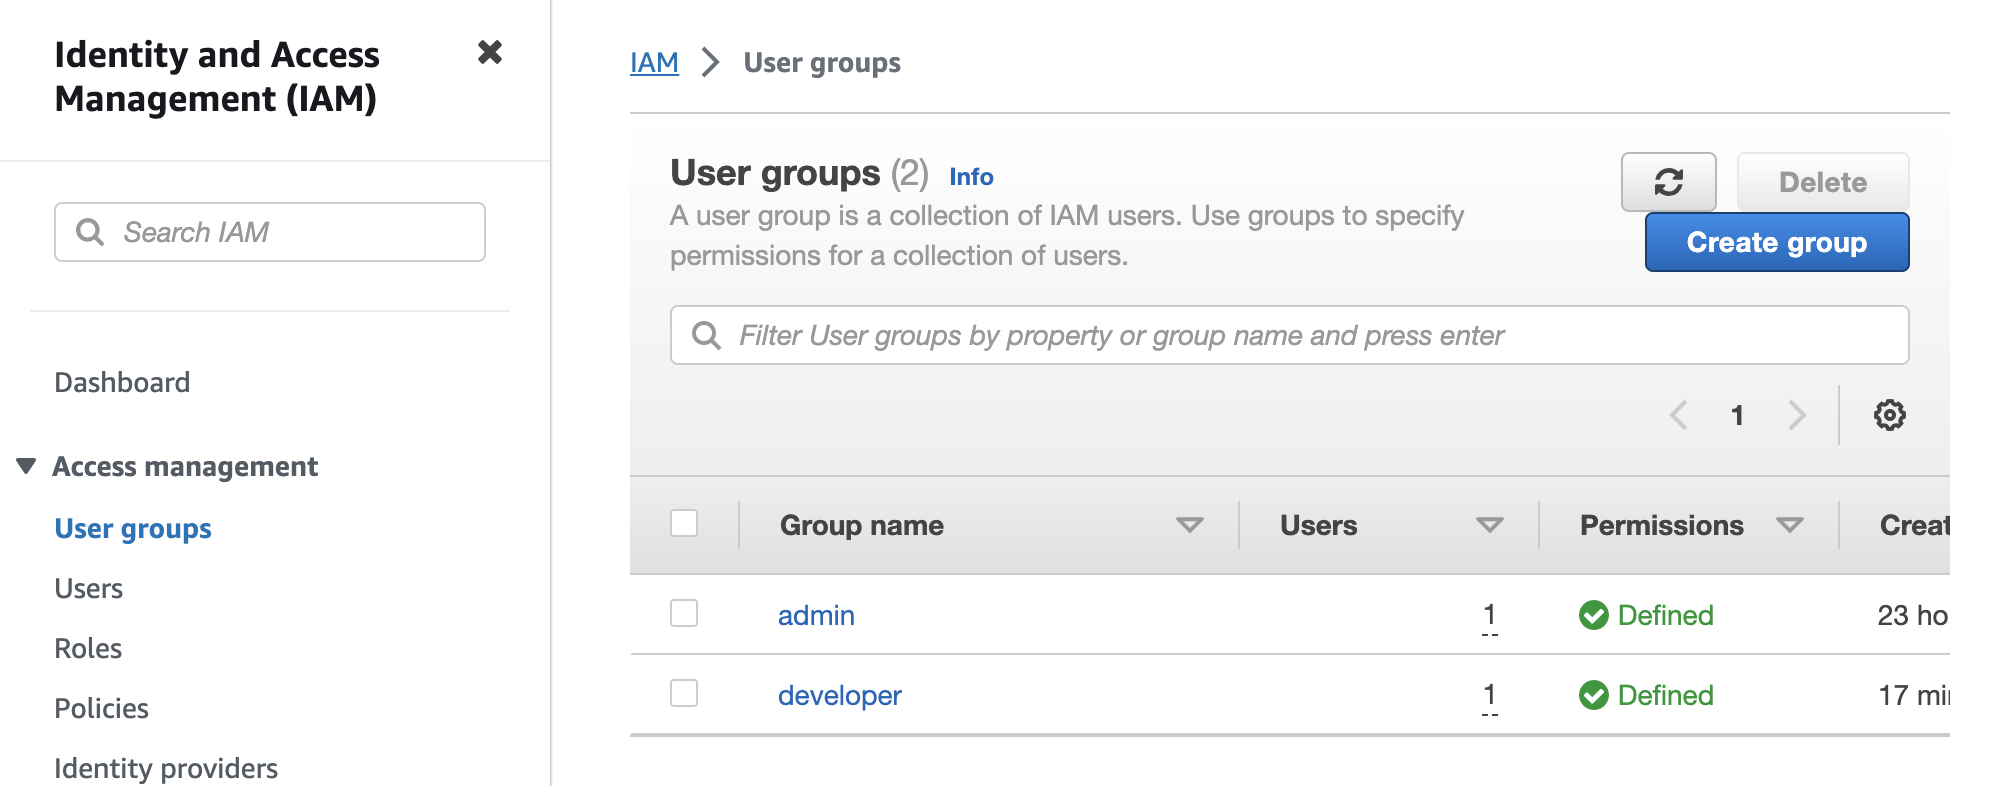 Identity and Access
Management (IAM)
Search IAM
Dashboard
Access management
User groups
Users
Roles
Policies
Identity providers
IAM > User groups
User groups (2) Info
A user group is a collection of IAM users. Use groups to specify
permissions for a collection of users.
Delete
Create group
Filter User groups by property or group name and press enter
1
Group name Users Permissions Creat
admin 1 Defined 23 ho
developer 1 Defined 17 mi